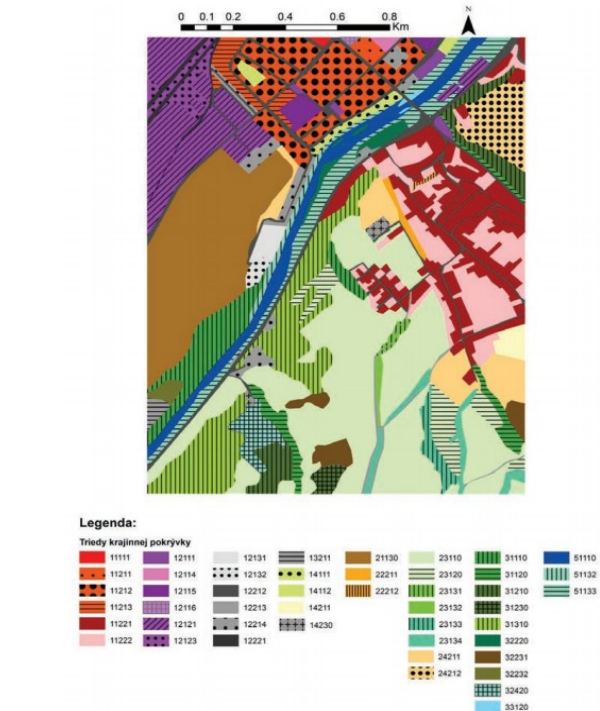 0 0.1 0.2 0.4 0.6 0.8
Km
N
Legenda:
Triedy krajinnej pokrývky
11111 12111 12131 13211 21130 23110 31110 51110
11211 12114 12132 14111 22211 23120 31120 51132
11212 12115 12212 14112 22212 23131 31210 51133
11213 12116 12213 14211 23132 31230
11221 12121 12214 14230 23133 31310
11222 12123 12221 23134 32220
24211 32231
24212 32232
32420
33120